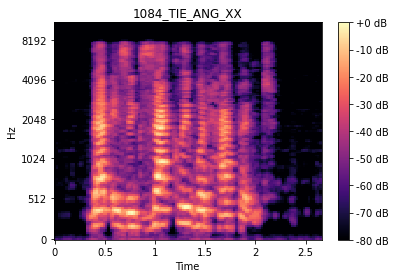 1084_TIE_ANG_XX
8192
4096
2048
1024
512
0
Hz
0 0.5 1 1.5 2 2.5
Time
+0 dB
-10 dB
-20 dB
-30 dB
-40 dB
-50 dB
-60 dB
-70 dB
-80 dB